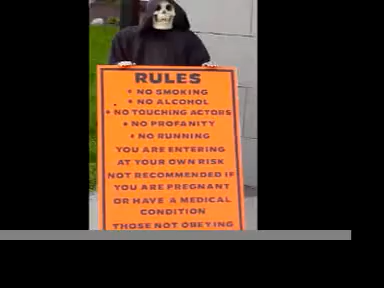 RULES
• NO SMOKING
• NO ALCOHOL
• NO TOUCHING ACTORS
• NO PROFANITY
• NO RUNNING
YOU ARE ENTERING
AT YOUR OWN RISK
NOT RECOMMENDED IF
YOU ARE PREGNANT
OR HAVE A MEDICAL
CONDITION
THOSE NOT OBEYING